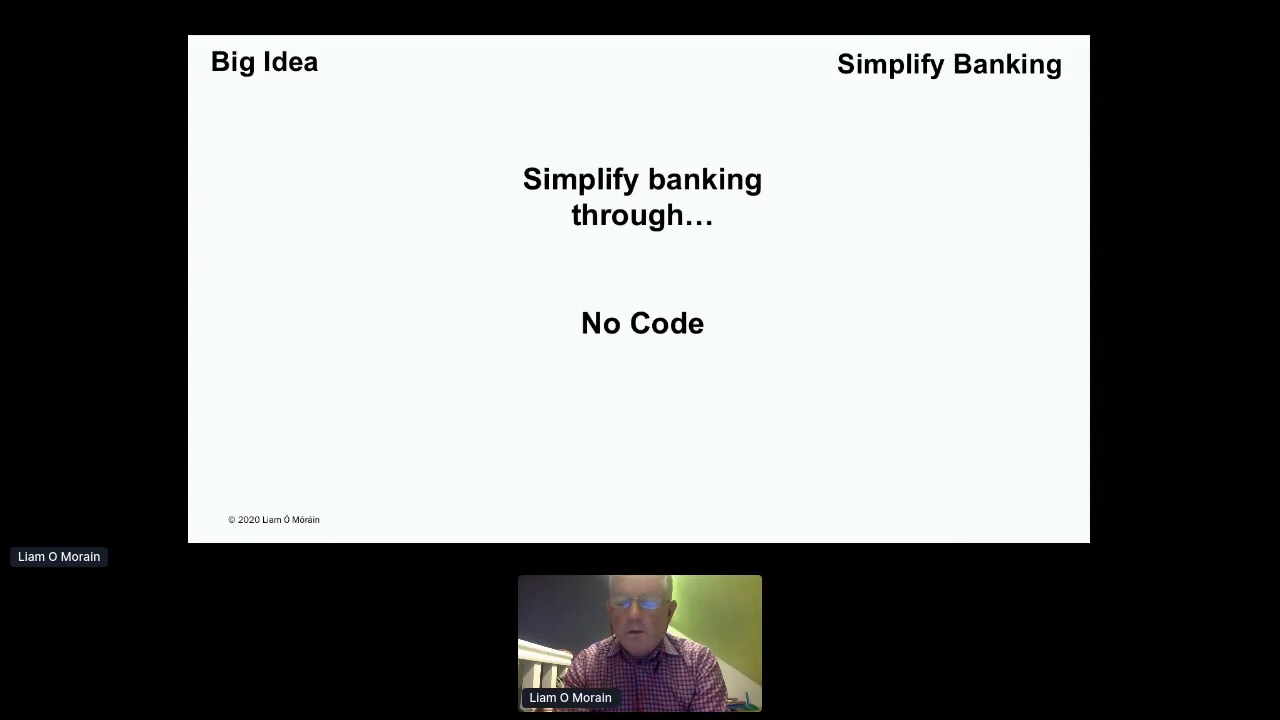 Big Idea
Simplify Banking
Simplify banking
through…
No Code
© 2020 Liam Ó Móráin
Liam O Morain
Liam O Morain